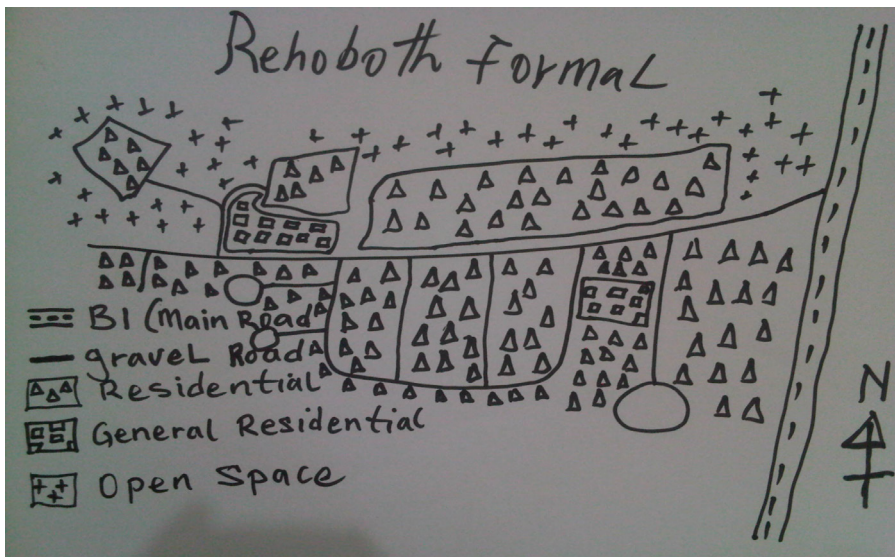 Rehoboth Formal
B1 (Main Road
gravel Road
Residential
General Residential
Open Space
N